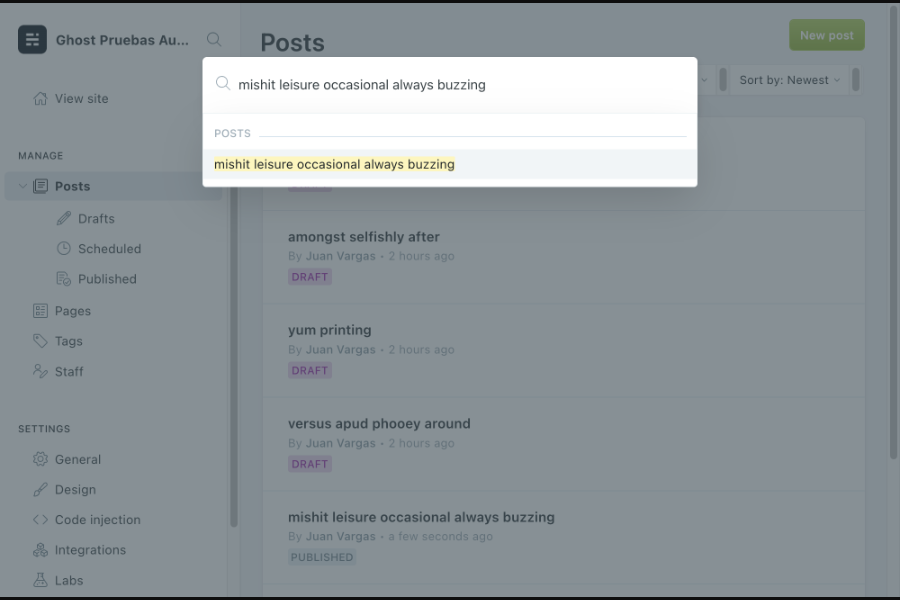 Ghost Pruebas Au...
View site
MANAGE
Posts
Drafts
Scheduled
Published
Pages
Tags
Staff
SETTINGS
General
Design
Code injection
Integrations
Labs
Posts
New post
Sort by: Newest
mishit leisure occasional always buzzing
POSTS
mishit leisure occasional always buzzing
amongst selfishly after
By Juan Vargas • 2 hours ago
DRAFT
yum printing
By Juan Vargas • 2 hours ago
DRAFT
versus apud phooey around
By Juan Vargas • 2 hours ago
DRAFT
mishit leisure occasional always buzzing
By Juan Vargas • a few seconds ago
PUBLISHED